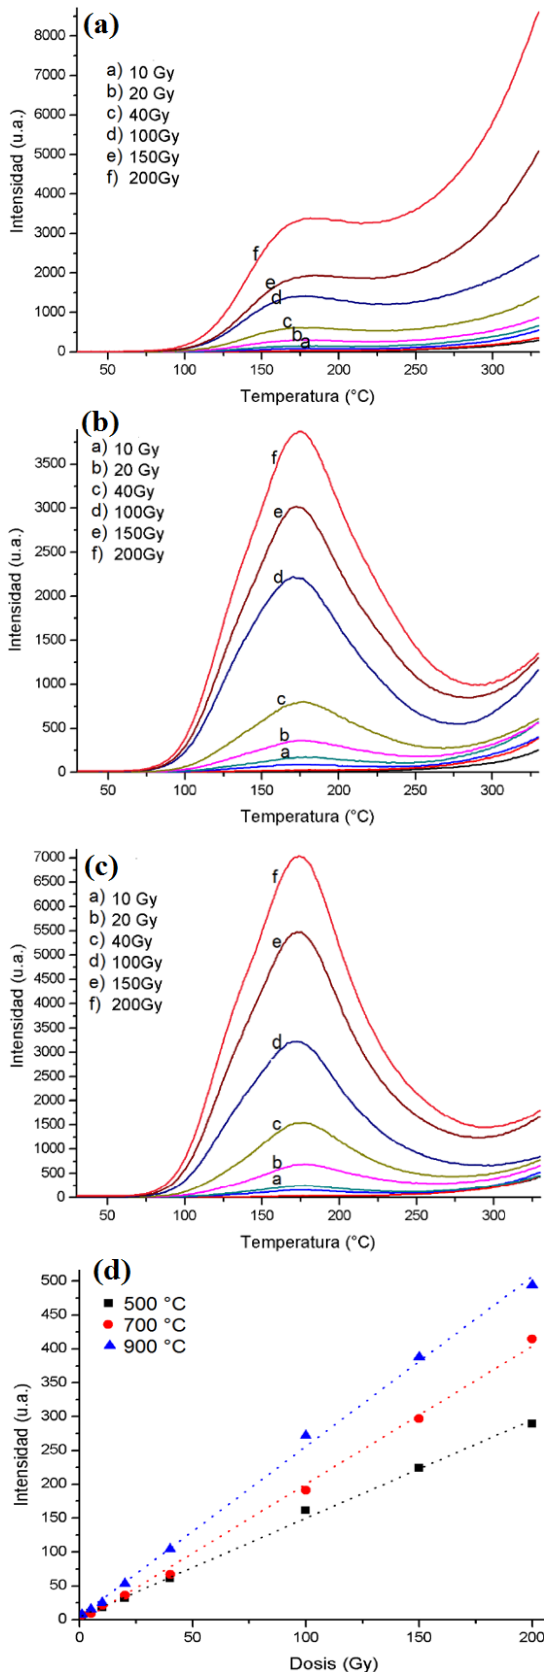 (a)
a) 10 Gy
b) 20 Gy
c) 40Gy
d) 100Gy
e) 150Gy
f) 200Gy
Intensidad (u.a.)
8000
7000
6000
5000
4000
3000
2000
1000
0
f
e
d
c
b
a
50 100 150 200 250 300
Temperatura (°C)
(b)
a) 10 Gy
b) 20 Gy
c) 40Gy
d) 100Gy
e) 150Gy
f) 200Gy
Intensidad (u.a.)
3500
3000
2500
2000
1500
1000
500
0
f
e
d
c
b
a
50 100 150 200 250 300
Temperatura (°C)
(c)
a) 10 Gy
b) 20 Gy
c) 40Gy
d) 100Gy
e) 150Gy
f) 200Gy
Intensidad (u.a.)
7000
6500
6000
5500
5000
4500
4000
3500
3000
2500
2000
1500
1000
500
0
f
e
d
c
b
a
50 100 150 200 250 300
Temperatura (°C)
(d)
500 °C
700 °C
900 °C
Intensidad (u.a.)
500
450
400
350
300
250
200
150
100
50
0
0 50 100 150 200
Dosis (Gy)